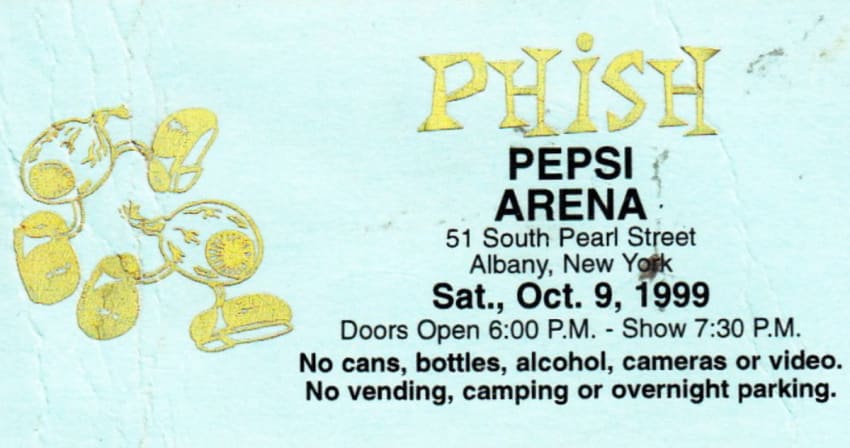 PHiSH
PEPSI
ARENA
51 South Pearl Street
Albany, New York
Sat., Oct. 9, 1999
Doors Open 6:00 P.M. - Show 7:30 P.M.
No cans, bottles, alcohol, cameras or video.
No vending, camping or overnight parking.